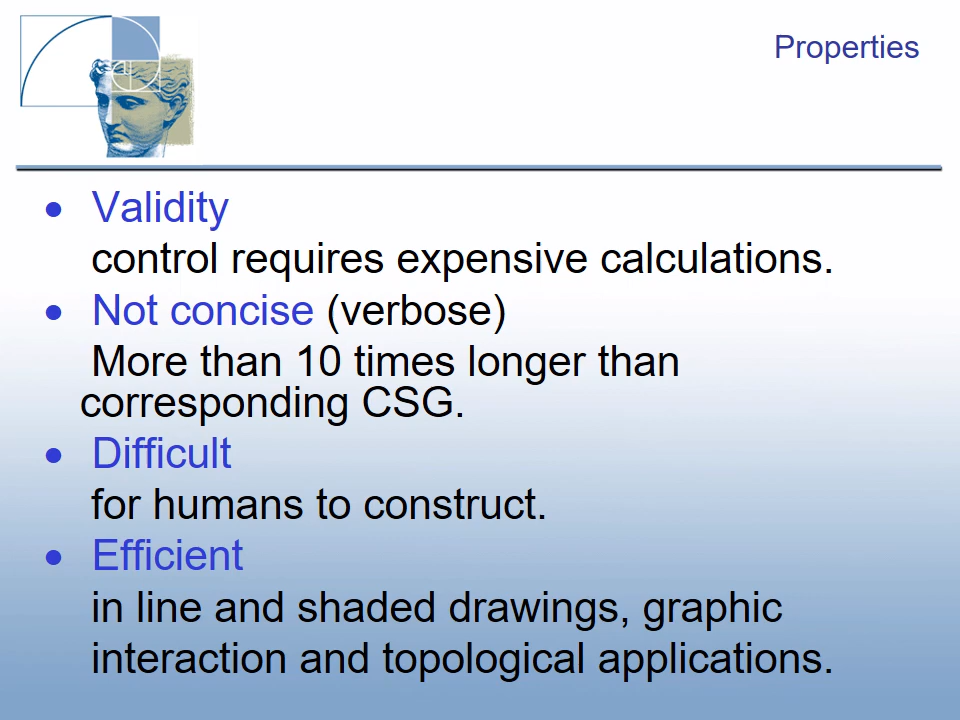 Properties
• Validity
control requires expensive calculations.
• Not concise (verbose)
More than 10 times longer than
corresponding CSG.
• Difficult
for humans to construct.
• Efficient
in line and shaded drawings, graphic
interaction and topological applications.